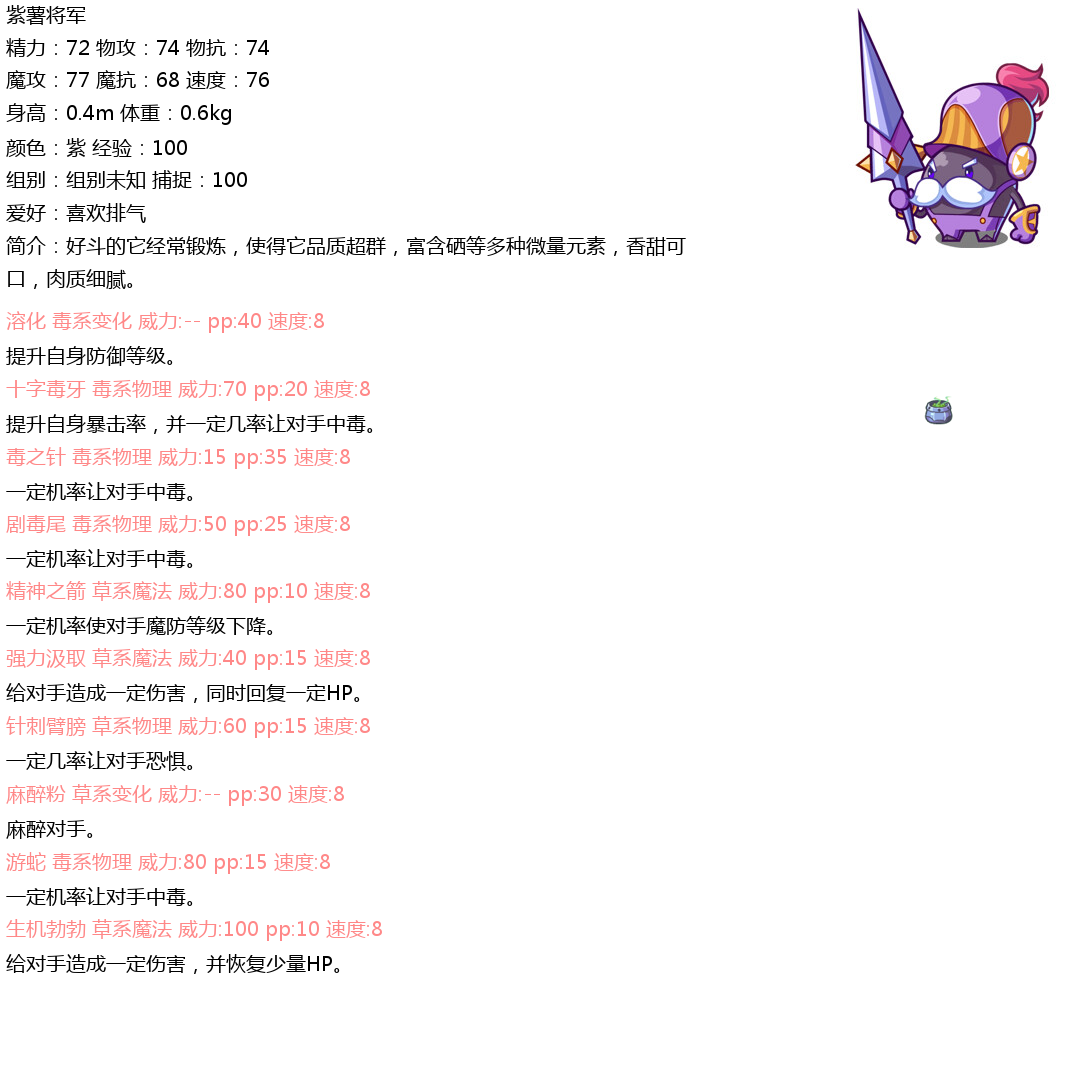 紫薯将军
精力：72 物攻：74 物抗：74
魔攻：77 魔抗：68 速度：76
身高：0.4m 体重：0.6kg
颜色：紫 经验：100
组别：组别未知 捕捉：100
爱好：喜欢排气
简介：好斗的它经常锻炼，使得它品质超群，富含硒等多种微量元素，香甜可
口，肉质细腻。
溶化 毒系变化 威力:-- pp:40 速度:8
提升自身防御等级。
十字毒牙 毒系物理 威力:70 pp:20 速度:8
提升自身暴击率，并一定几率让对手中毒。
毒之针 毒系物理 威力:15 pp:35 速度:8
一定机率让对手中毒。
剧毒尾 毒系物理 威力:50 pp:25 速度:8
一定机率让对手中毒。
精神之箭 草系魔法 威力:80 pp:10 速度:8
一定机率使对手魔防等级下降。
强力汲取 草系魔法 威力:40 pp:15 速度:8
给对手造成一定伤害，同时回复一定HP。
针刺臂膀 草系物理 威力:60 pp:15 速度:8
一定几率让对手恐惧。
麻醉粉 草系变化 威力:-- pp:30 速度:8
麻醉对手。
游蛇 毒系物理 威力:80 pp:15 速度:8
一定机率让对手中毒。
生机勃勃 草系魔法 威力:100 pp:10 速度:8
给对手造成一定伤害，并恢复少量HP。